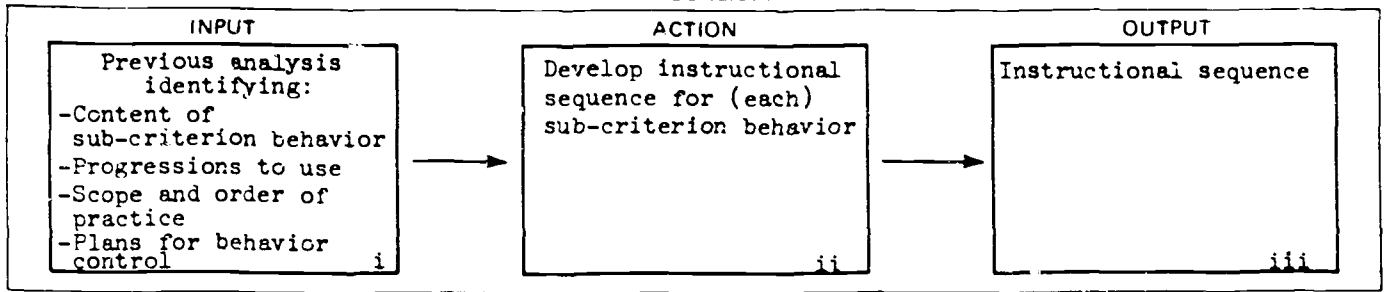 INPUT
Previous analysis
identifying:
-Content of
sub-criterion behavior
-Progressions to use
-Scope and order of
practice
-Plans for behavior
control i
ACTION
Develop instructional
sequence for (each)
sub-criterion behavior
ii
OUTPUT
Instructional sequence
iii